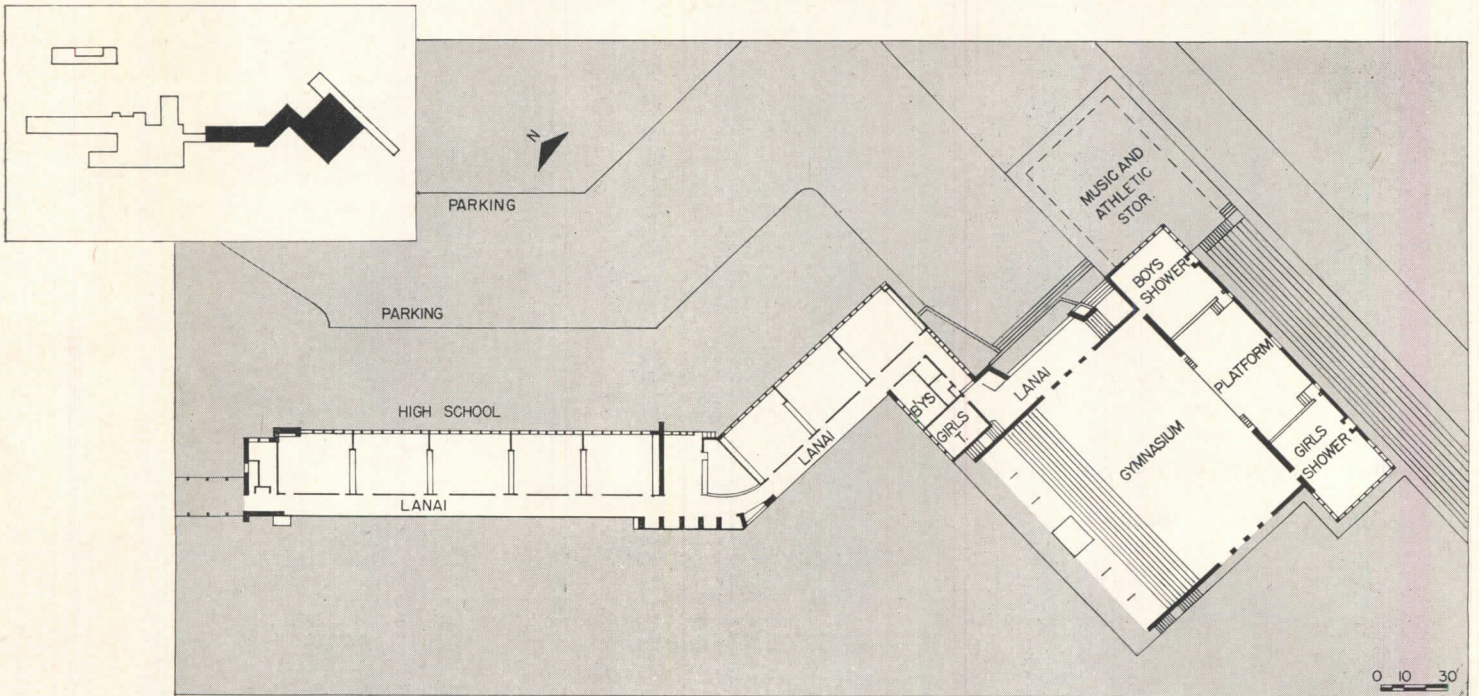 N
PARKING
PARKING
HIGH SCHOOL
LANAI
LANAI
BOYS
GIRLS
T.
LANAI
MUSIC AND
ATHLETIC
STOR.
BOYS
SHOWER
PLATFORM
GYMNASIUM
GIRLS
SHOWER
0 10 30'